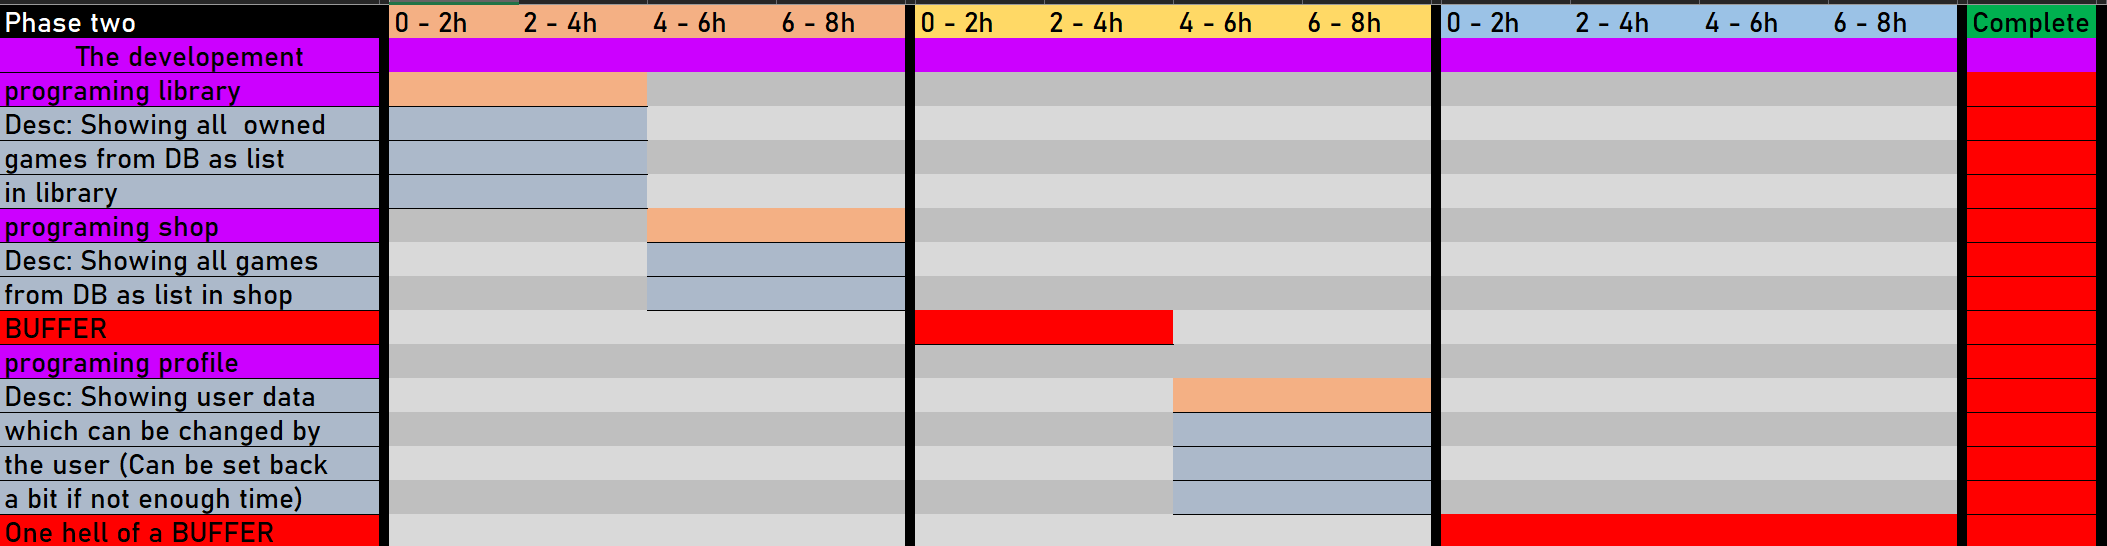 Phase two 0 - 2h 2 - 4h 4 - 6h 6 - 8h 0 - 2h 2 - 4h 4 - 6h 6 - 8h 0 - 2h 2 - 4h 4 - 6h 6 - 8h Complete
The developement
programing library
Desc: Showing all  owned
games from DB as list
in library
programing shop
Desc: Showing all games
from DB as list in shop
BUFFER
programing profile
Desc: Showing user data
which can be changed by
the user (Can be set back
a bit if not enough time)
One hell of a BUFFER